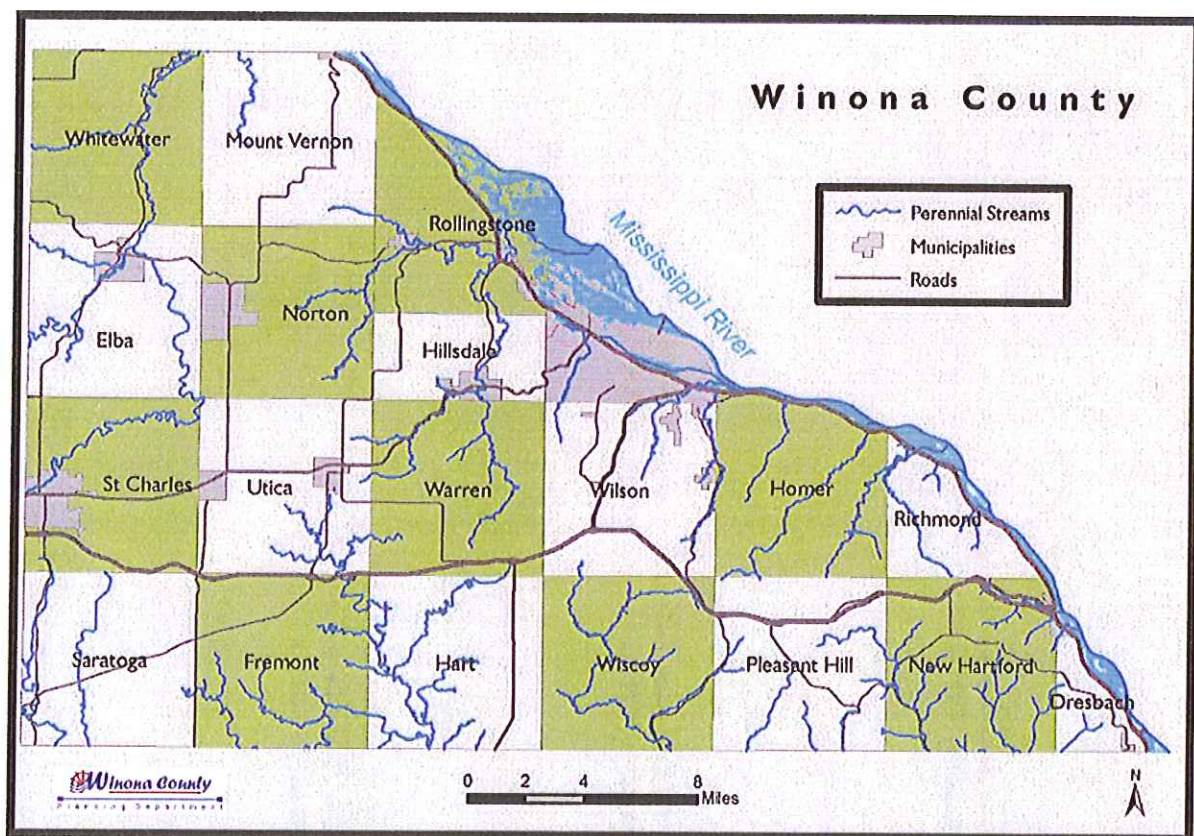 Winona County
Whitewater
Mount Vernon
Rollingstone
Mississippi River
Perennial Streams
Municipalities
Roads
Elba
Norton
Hillsdale
St Charles
Utica
Warren
Wilson
Homer
Richmond
Saratoga
Fremont
Hart
Wiscoy
Pleasant Hill
New Hartford
Dresbach
Winona County
Planning Department
0 2 4 8
Miles
N